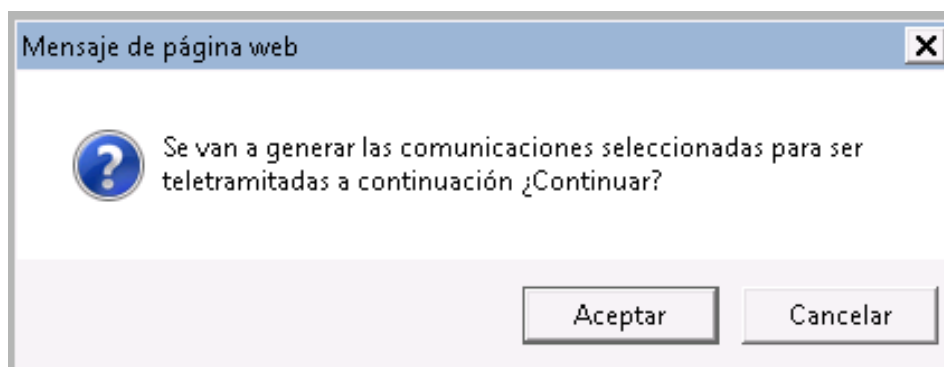 Mensaje de página web
Se van a generar las comunicaciones seleccionadas para ser
teletramitadas a continuación ¿Continuar?
Aceptar
Cancelar